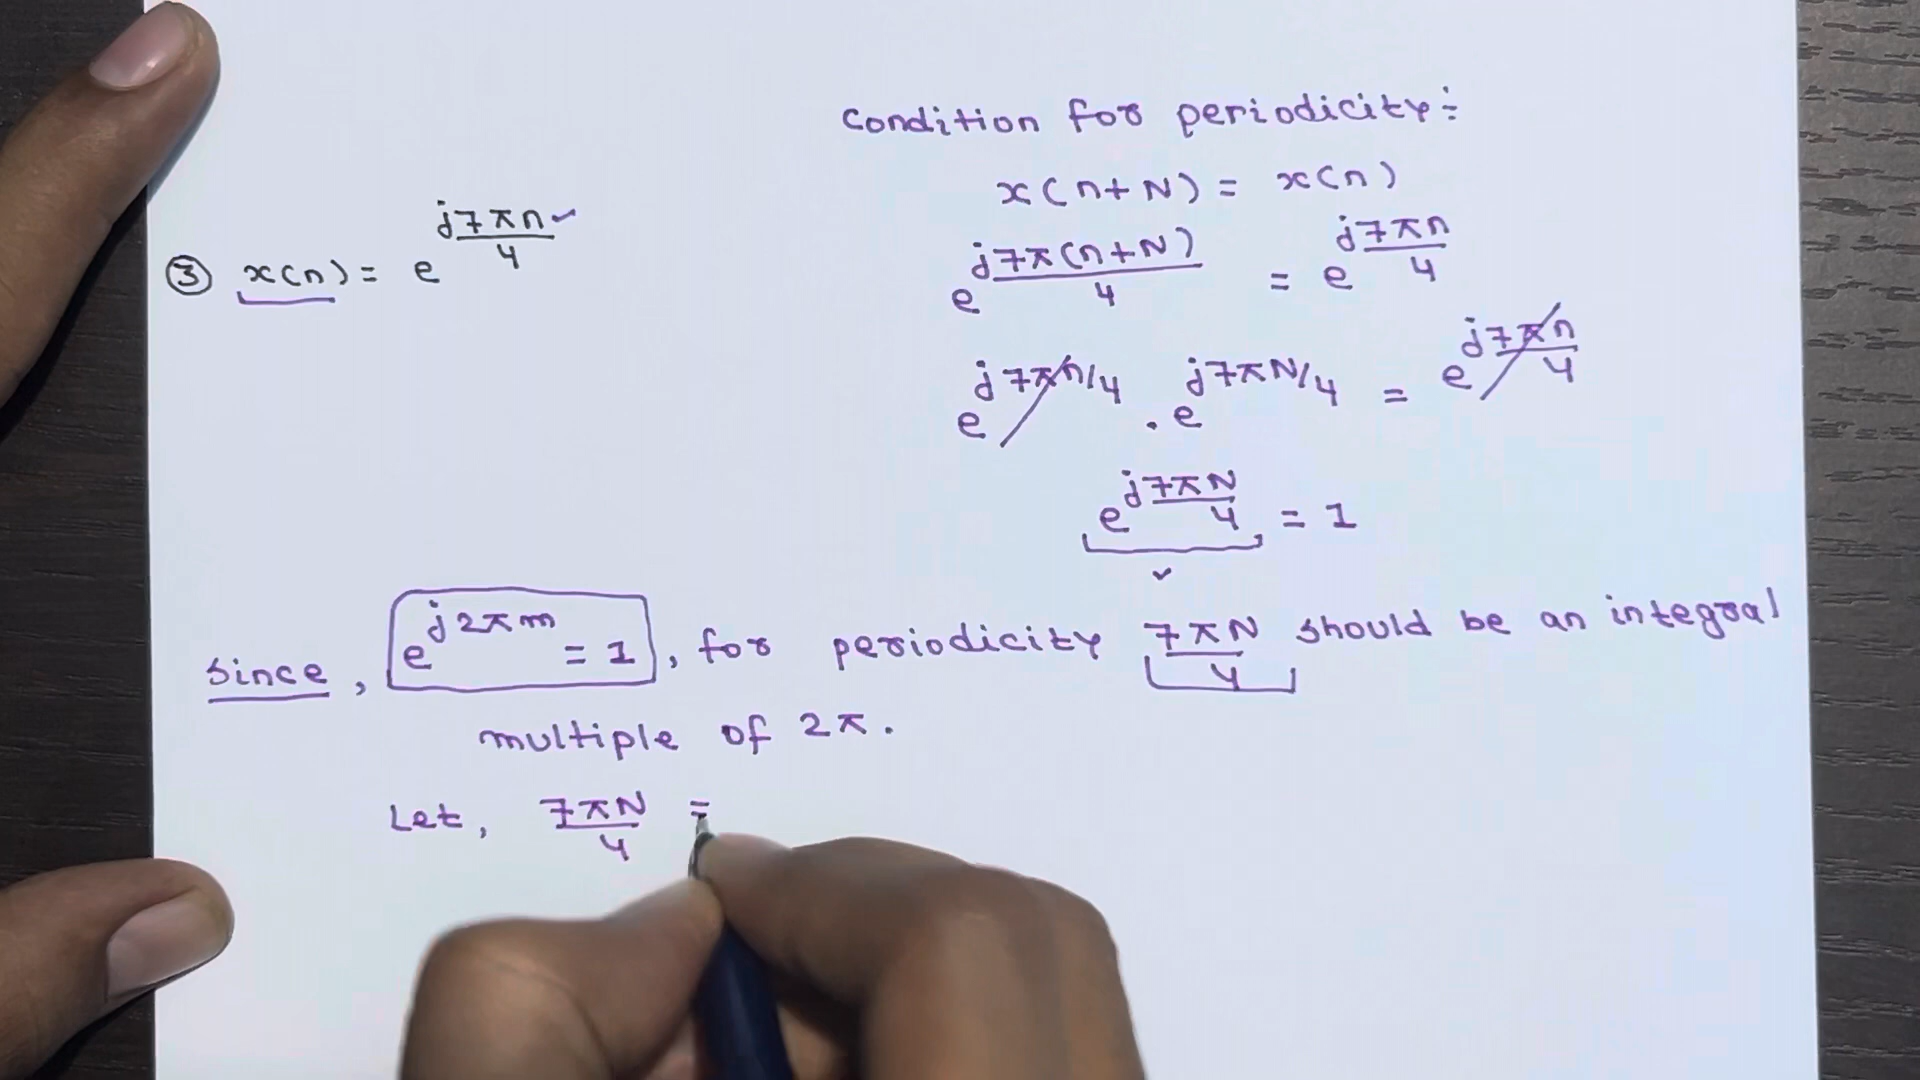 Condition for periodicity:
x(n+N) = x(n)
③ x(n) = e^(j7πn/4) ✓
e^(j7π(n+N)/4) = e^(j7πn/4)
e^(j7πn/4) . e^(j7πN/4) = e^(j7πn/4)
e^(j7πN/4) = 1
✓
Since, e^(j2πm) = 1, for periodicity 7πN/4 should be an integral
multiple of 2π.
Let, 7πN/4 =